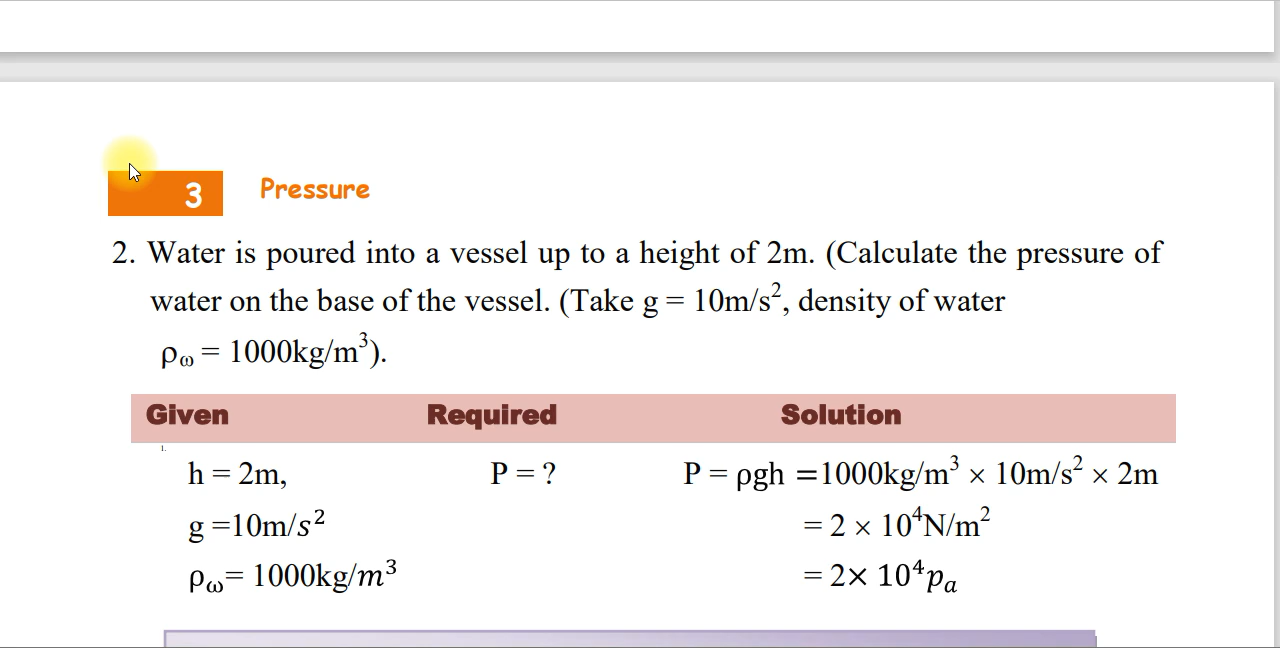 3 Pressure
2. Water is poured into a vessel up to a height of 2m. (Calculate the pressure of
water on the base of the vessel. (Take g = 10m/s², density of water
ρω = 1000kg/m³).
Given Required Solution
1.
h = 2m, P = ? P = ρgh =1000kg/m³ × 10m/s² × 2m
g =10m/s² = 2 × 10⁴N/m²
ρω= 1000kg/m³ = 2× 10⁴pₐ